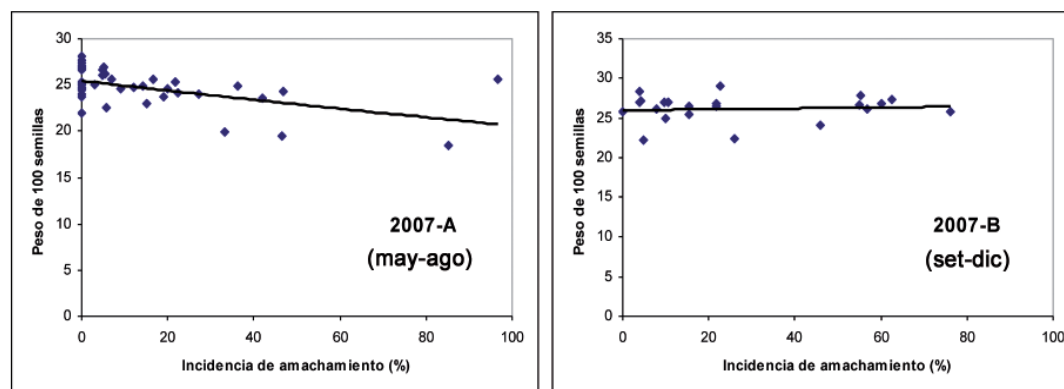 30
25
20
15
10
5
0
Peso de 100 semillas
2007-A
(may-ago)
0 20 40 60 80 100
Incidencia de amachamiento (%)
35
30
25
20
15
10
5
0
Peso de 100 semillas
2007-B
(set-dic)
0 20 40 60 80 100
Incidencia de amachamiento (%)